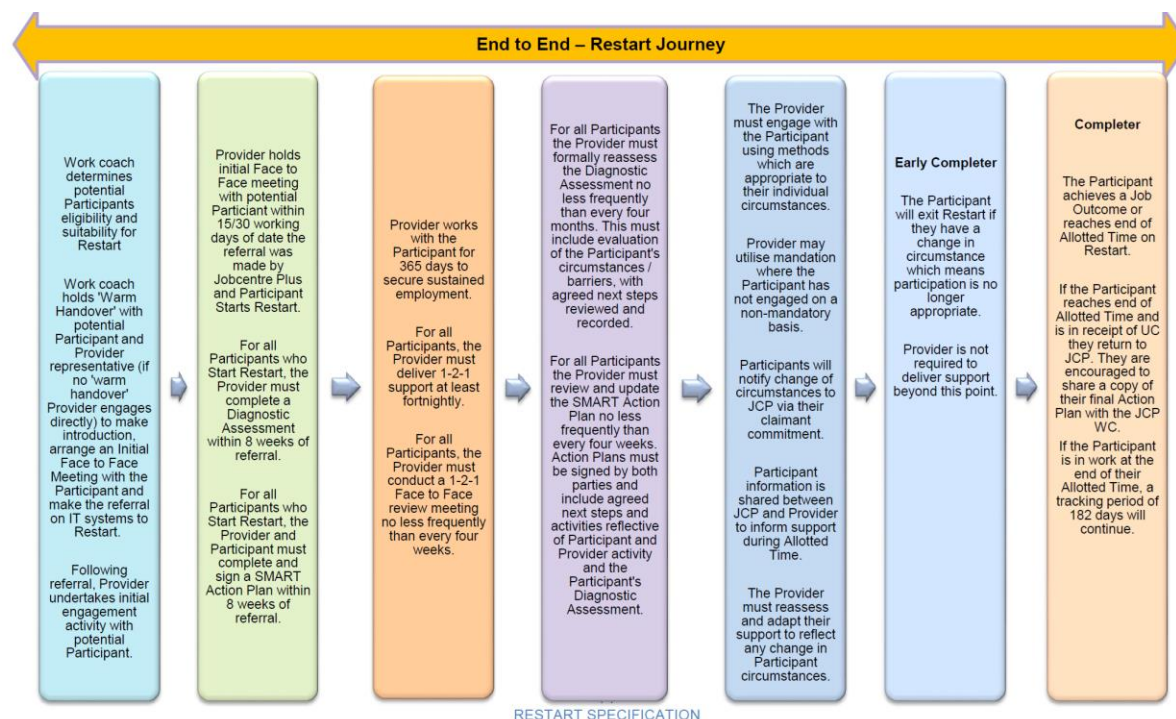 End to End – Restart Journey
Work coach
determines
potential
Participants
eligibility and
suitability for
Restart
Work coach
holds 'Warm
Handover' with
potential
Participant and
Provider
representative (if
no 'warm
handover'
Provider engages
directly) to make
introduction,
arrange an Initial
Face to Face
Meeting with the
Participant and
make the referral
on IT systems to
Restart.
Following
referral, Provider
undertakes initial
engagement
activity with
potential
Participant.
Provider holds
initial Face to
Face meeting
with potential
Particiant within
15/30 working
days of date the
referral was
made by
Jobcentre Plus
and Participant
Starts Restart.
For all
Participants who
Start Restart, the
Provider must
complete a
Diagnostic
Assessment
within 8 weeks of
referral.
For all
Participants who
Start Restart, the
Provider and
Participant must
complete and
sign a SMART
Action Plan within
8 weeks of
referral.
Provider works
with the
Participant for
365 days to
secure sustained
employment.
For all
Participants, the
Provider must
deliver 1-2-1
support at least
fortnightly.
For all
Participants, the
Provider must
conduct a 1-2-1
Face to Face
review meeting
no less frequently
than every four
weeks.
For all Participants
the Provider must
formally reassess
the Diagnostic
Assessment no
less frequently
than every four
months. This must
include evaluation
of the Participant's
circumstances /
barriers, with
agreed next steps
reviewed and
recorded.
For all Participants
the Provider must
review and update
the SMART Action
Plan no less
frequently than
every four weeks.
Action Plans must
be signed by both
parties and
include agreed
next steps and
activities reflective
of Participant and
Provider activity
and the
Participant's
Diagnostic
Assessment.
The Provider
must engage with
the Participant
using methods
which are
appropriate to
their individual
circumstances.
Provider may
utilise mandation
where the
Participant has
not engaged on a
non-mandatory
basis.
Participants will
notify change of
circumstances to
JCP via their
claimant
commitment.
Participant
information is
shared between
JCP and Provider
to inform support
during Allotted
Time.
The Provider
must reassess
and adapt their
support to reflect
any change in
Participant
circumstances.
Early Completer
The Participant
will exit Restart if
they have a
change in
circumstance
which means
participation is no
longer
appropriate.
Provider is not
required to
deliver support
beyond this point.
Completer
The Participant
achieves a Job
Outcome or
reaches end of
Allotted Time on
Restart.
If the Participant
reaches end of
Allotted Time and
is in receipt of UC
they return to
JCP. They are
encouraged to
share a copy of
their final Action
Plan with the JCP
WC.
If the Participant
is in work at the
end of their
Allotted Time, a
tracking period of
182 days will
continue.
RESTART SPECIFICATION